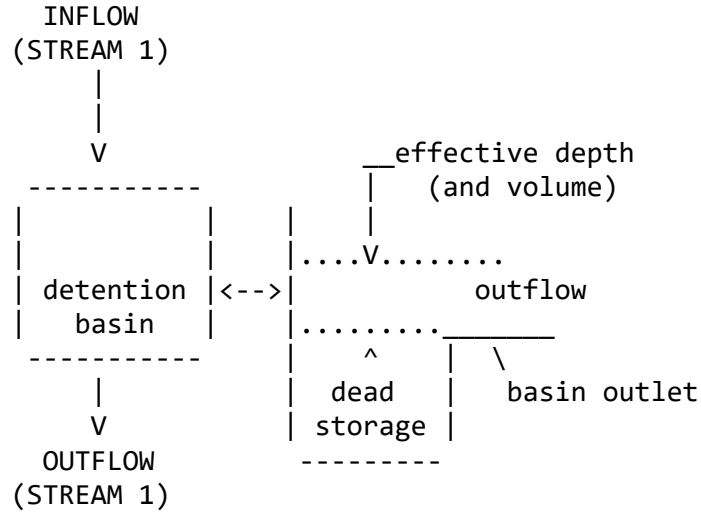 INFLOW
(STREAM 1)
effective depth
(and volume)
detention
basin
outflow
dead
storage
basin outlet
OUTFLOW
(STREAM 1)